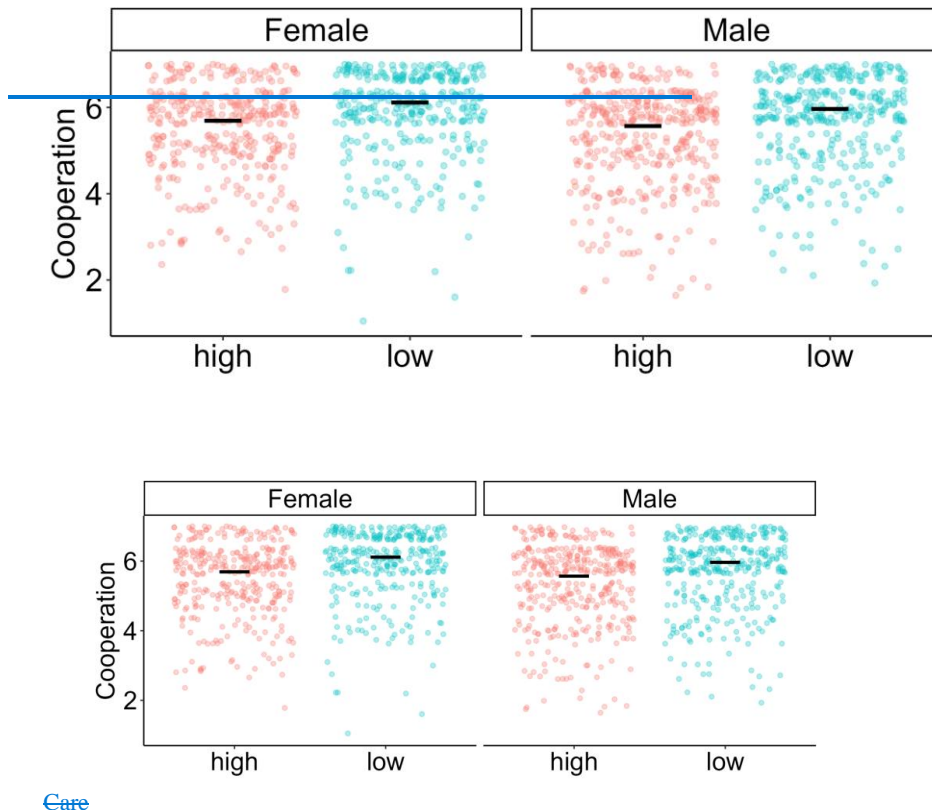 Female Male
Cooperation
6
4
2
high low high low
Female Male
Cooperation
6
4
2
high low high low
Care